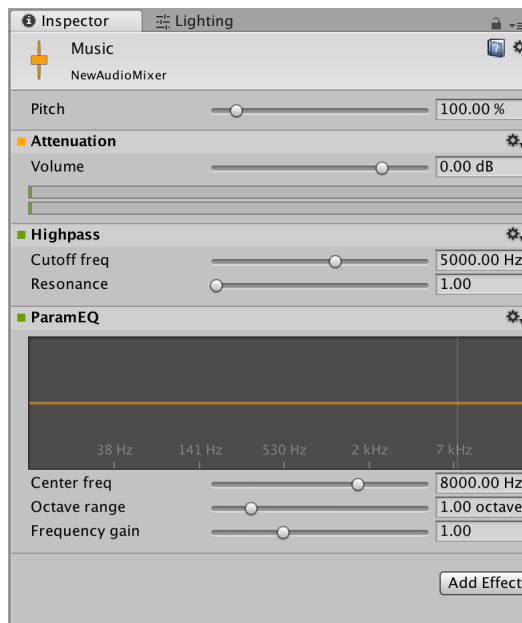 Inspector Lighting
Music
NewAudioMixer
Pitch 100.00 %
Attenuation
Volume 0.00 dB
Highpass
Cutoff freq 5000.00 Hz
Resonance 1.00
ParamEQ
38 Hz 141 Hz 530 Hz 2 kHz 7 kHz
Center freq 8000.00 Hz
Octave range 1.00 octave
Frequency gain 1.00
Add Effect